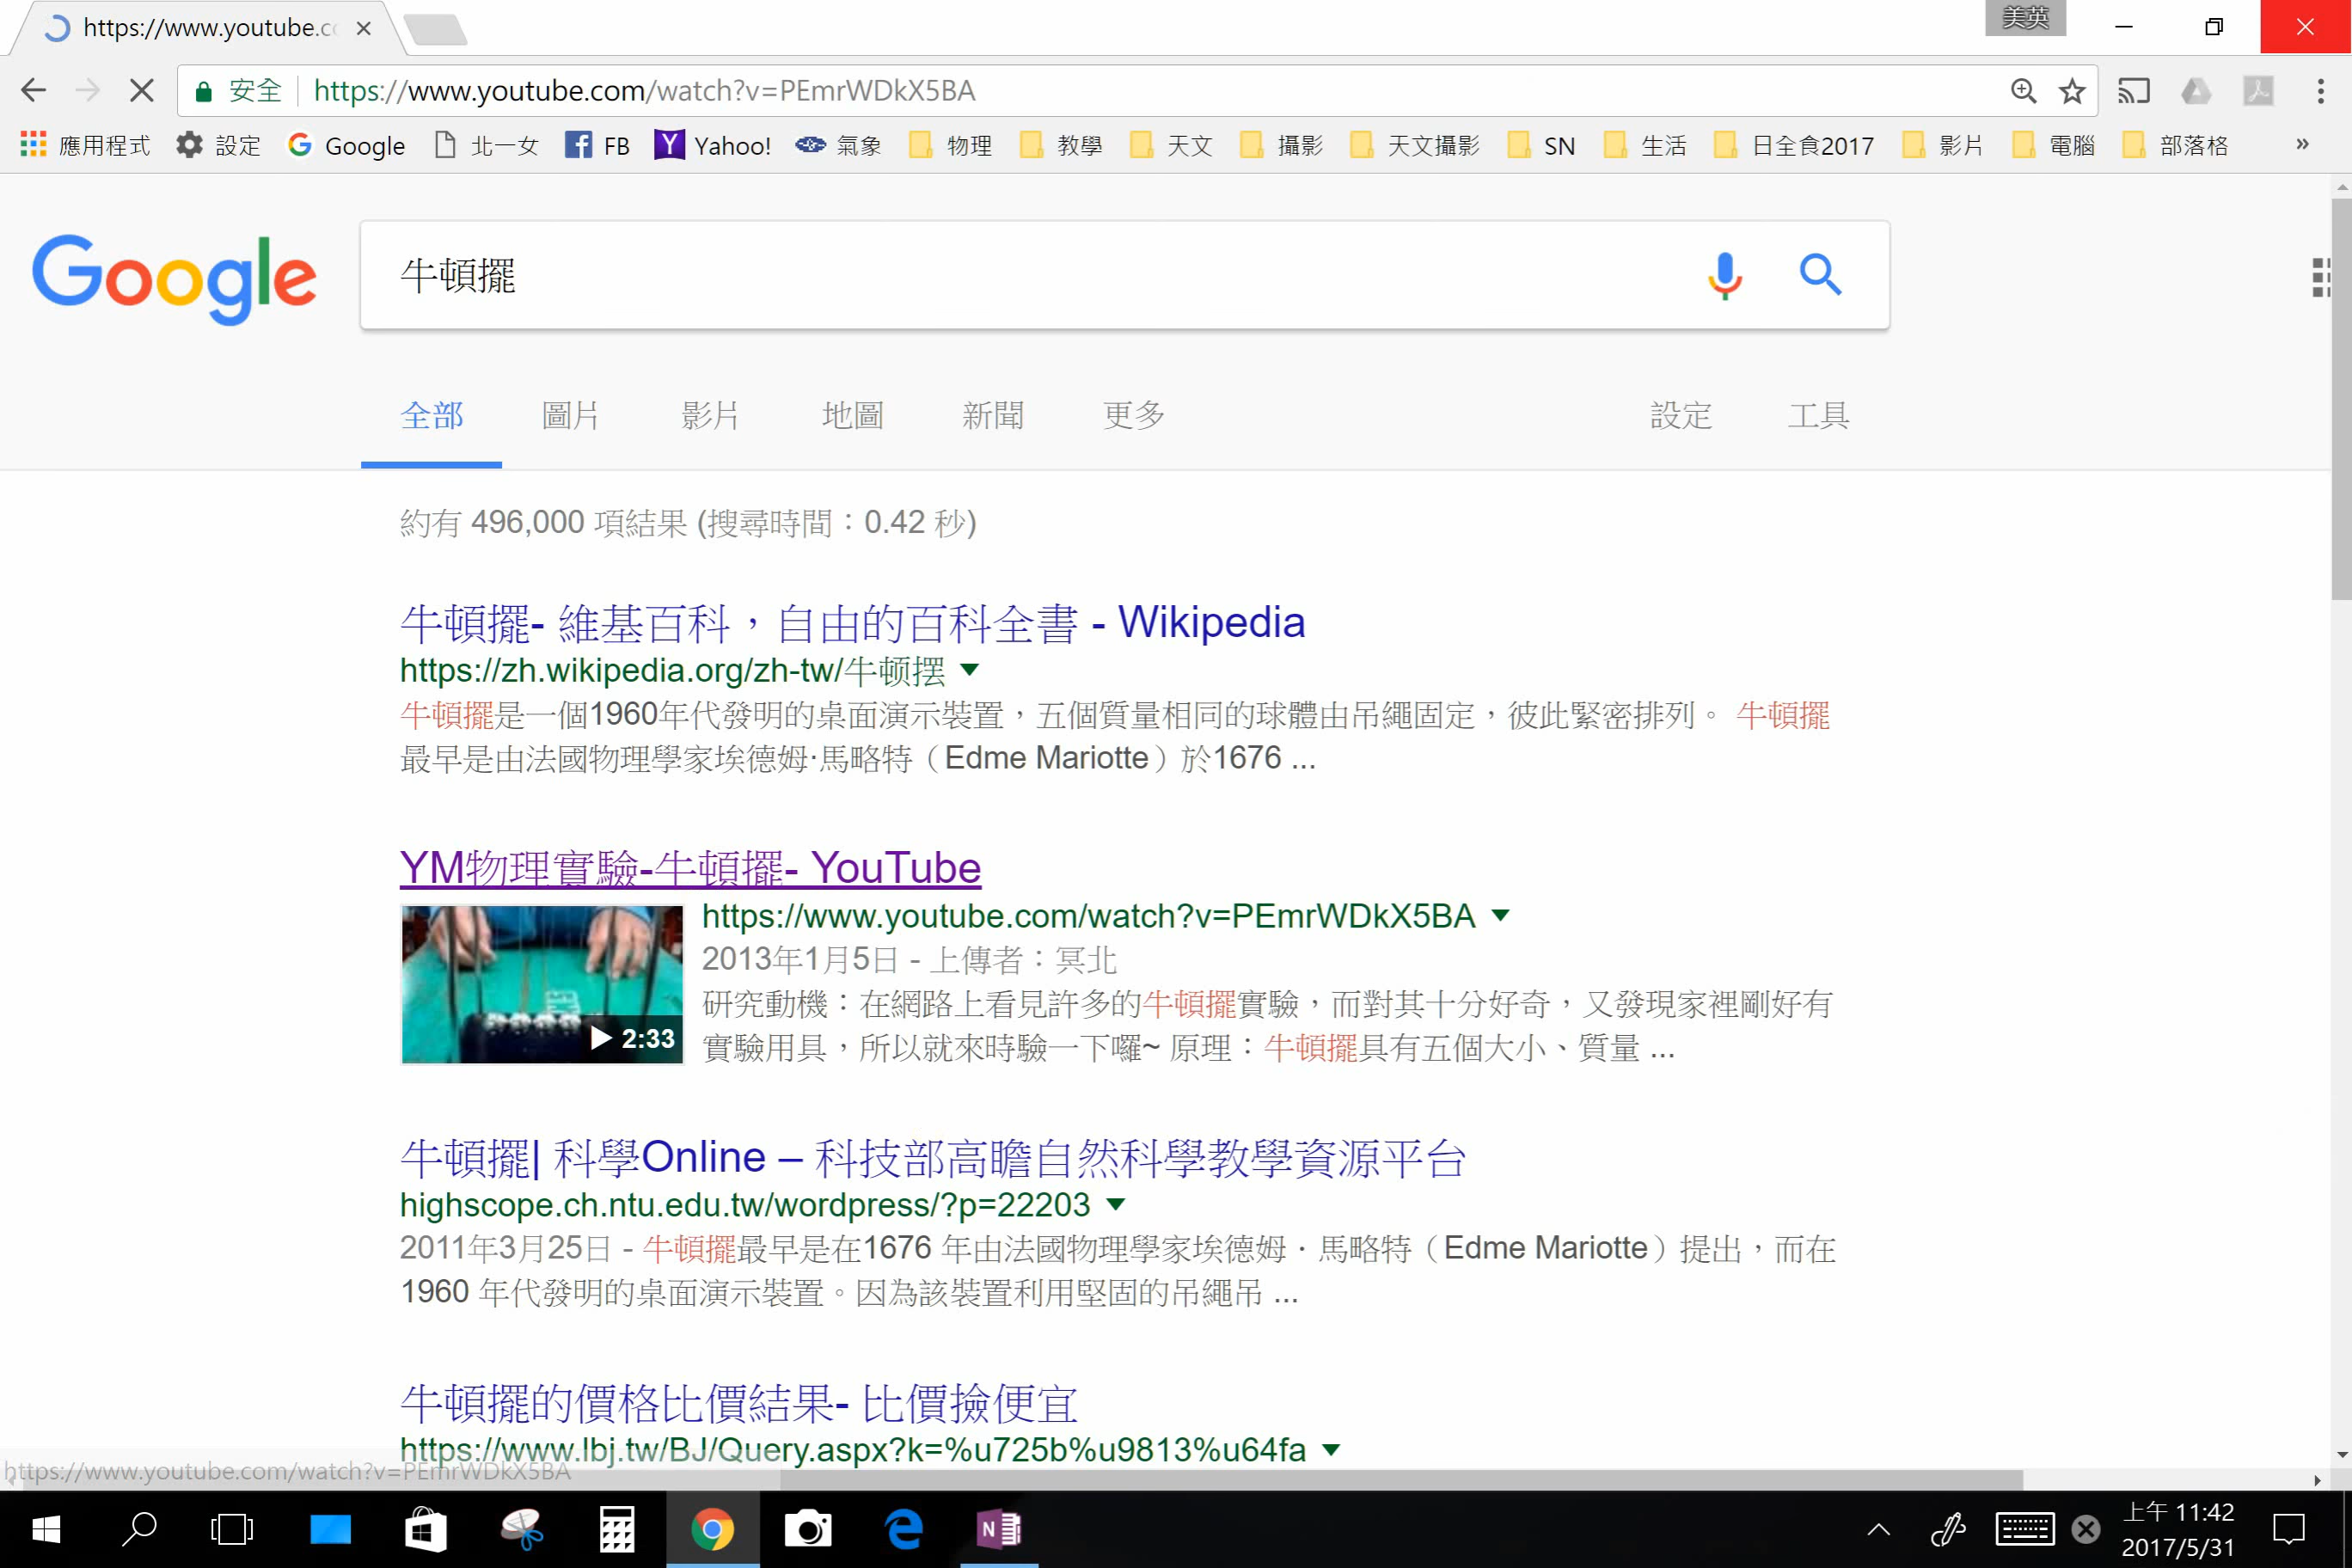 https://www.youtube.co
美英
安全 https://www.youtube.com/watch?v=PEmrWDkX5BA
應用程式 設定 Google 北一女 FB Yahoo! 氣象 物理 教學 天文 攝影 天文攝影 SN 生活 日全食2017 影片 電腦 部落格 »
Google 牛頓擺
全部 圖片 影片 地圖 新聞 更多 設定 工具
約有 496,000 項結果 (搜尋時間：0.42 秒)
牛頓擺- 維基百科，自由的百科全書 - Wikipedia
https://zh.wikipedia.org/zh-tw/牛顿摆
牛頓擺是一個1960年代發明的桌面演示裝置，五個質量相同的球體由吊繩固定，彼此緊密排列。 牛頓擺
最早是由法國物理學家埃德姆·馬略特（Edme Mariotte）於1676 ...
YM物理實驗-牛頓擺- YouTube
https://www.youtube.com/watch?v=PEmrWDkX5BA
2013年1月5日 - 上傳者：冥北
研究動機：在網路上看見許多的牛頓擺實驗，而對其十分好奇，又發現家裡剛好有
2:33 實驗用具，所以就來時驗一下囉~ 原理：牛頓擺具有五個大小、質量 ...
牛頓擺| 科學Online – 科技部高瞻自然科學教學資源平台
highscope.ch.ntu.edu.tw/wordpress/?p=22203
2011年3月25日 - 牛頓擺最早是在1676 年由法國物理學家埃德姆．馬略特（Edme Mariotte）提出，而在
1960 年代發明的桌面演示裝置。因為該裝置利用堅固的吊繩吊 ...
牛頓擺的價格比價結果- 比價撿便宜
https://www.lbj.tw/BJ/Query.aspx?k=%u725b%u9813%u64fa
https://www.youtube.com/watch?v=PEmrWDkX5BA
上午 11:42
2017/5/31